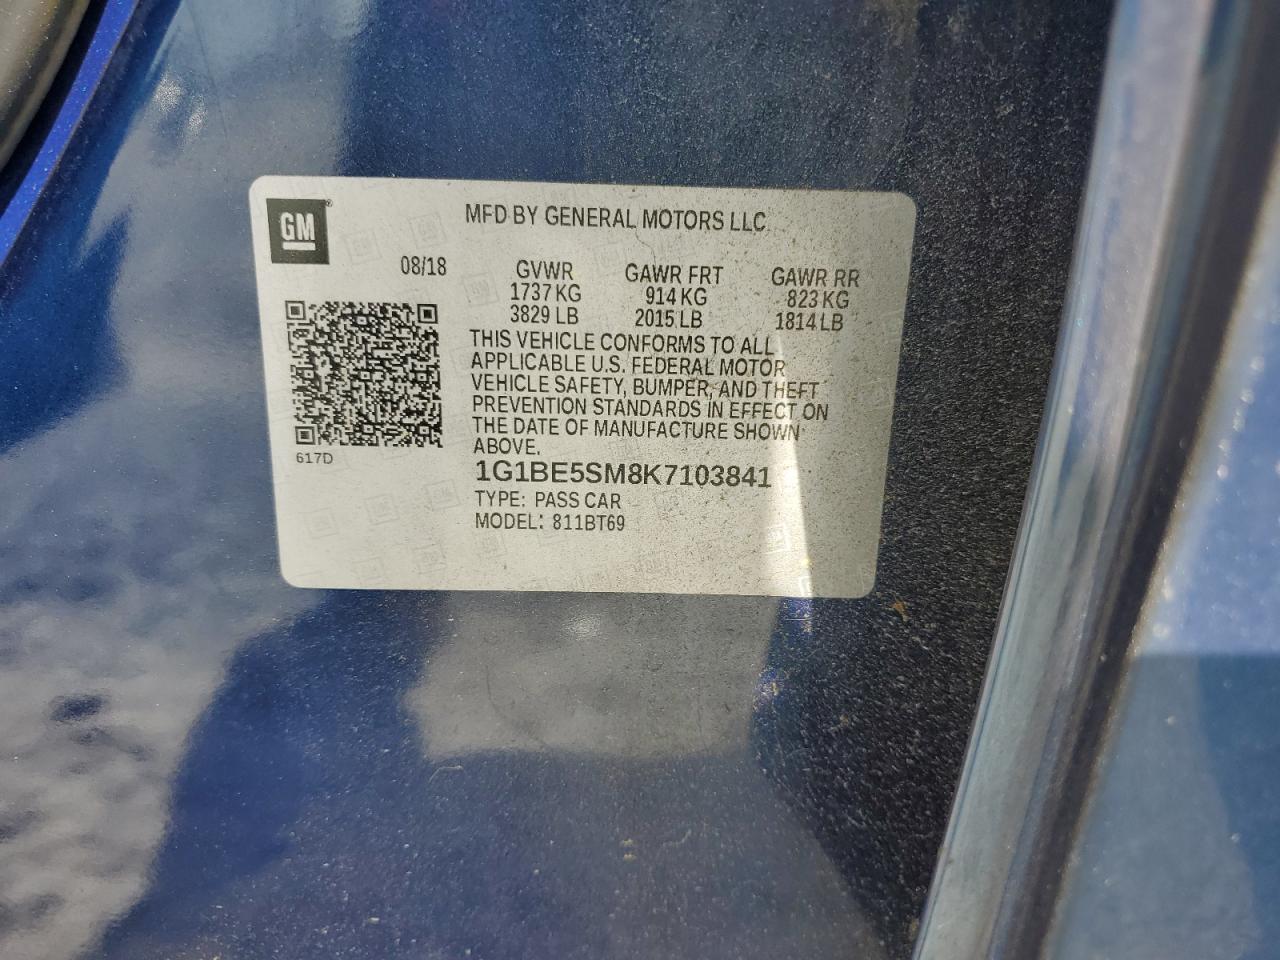 GM®
MFD BY GENERAL MOTORS LLC
08/18 GVWR GAWR FRT GAWR RR
1737 KG 914 KG 823 KG
3829 LB 2015 LB 1814 LB
THIS VEHICLE CONFORMS TO ALL
APPLICABLE U.S. FEDERAL MOTOR
VEHICLE SAFETY, BUMPER, AND THEFT
PREVENTION STANDARDS IN EFFECT ON
THE DATE OF MANUFACTURE SHOWN
ABOVE.
617D
1G1BE5SM8K7103841
TYPE: PASS CAR
MODEL: 811BT69